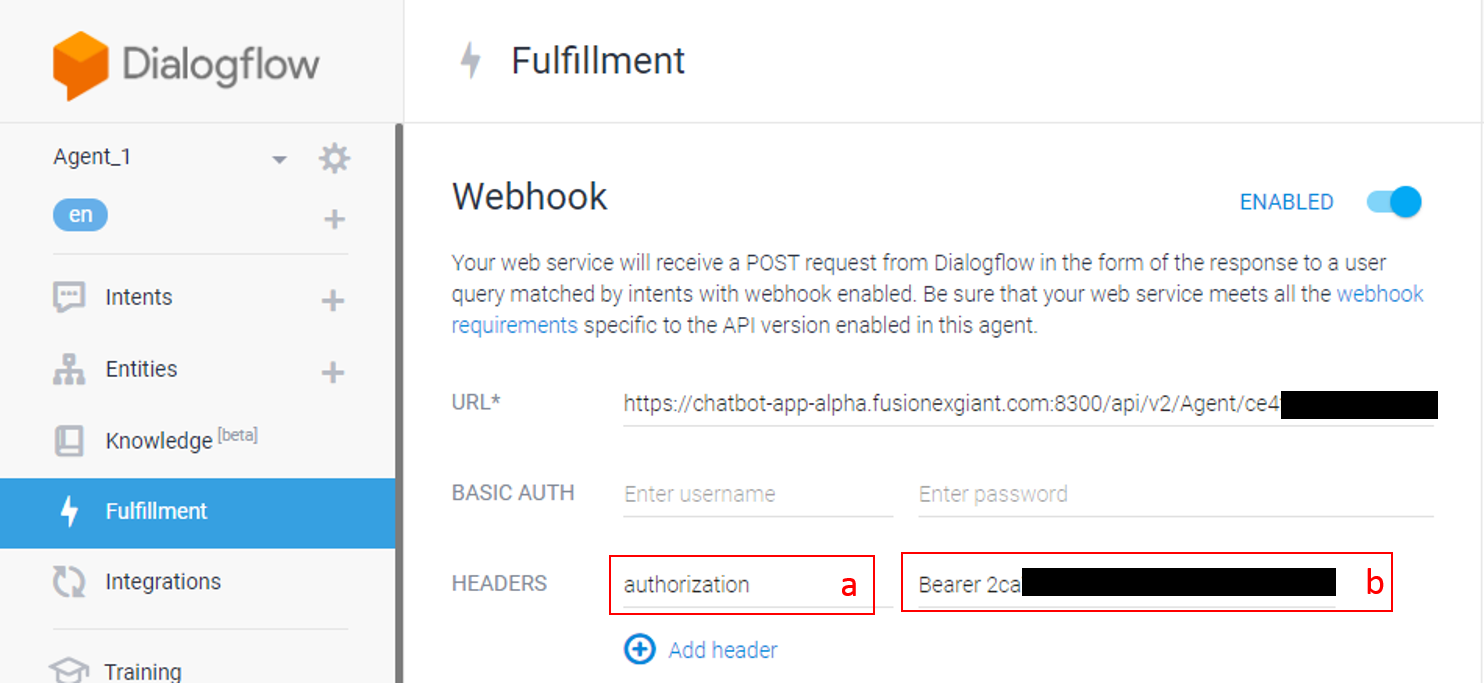 Dialogflow
Fulfillment
Agent_1
en
Intents
Entities
Knowledge [beta]
Fulfillment
Integrations
Training
Webhook
ENABLED
Your web service will receive a POST request from Dialogflow in the form of the response to a user
query matched by intents with webhook enabled. Be sure that your web service meets all the webhook
requirements specific to the API version enabled in this agent.
URL* https://chatbot-app-alpha.fusionexgiant.com:8300/api/v2/Agent/ce4
BASIC AUTH Enter username Enter password
HEADERS authorization a Bearer 2ca b
Add header